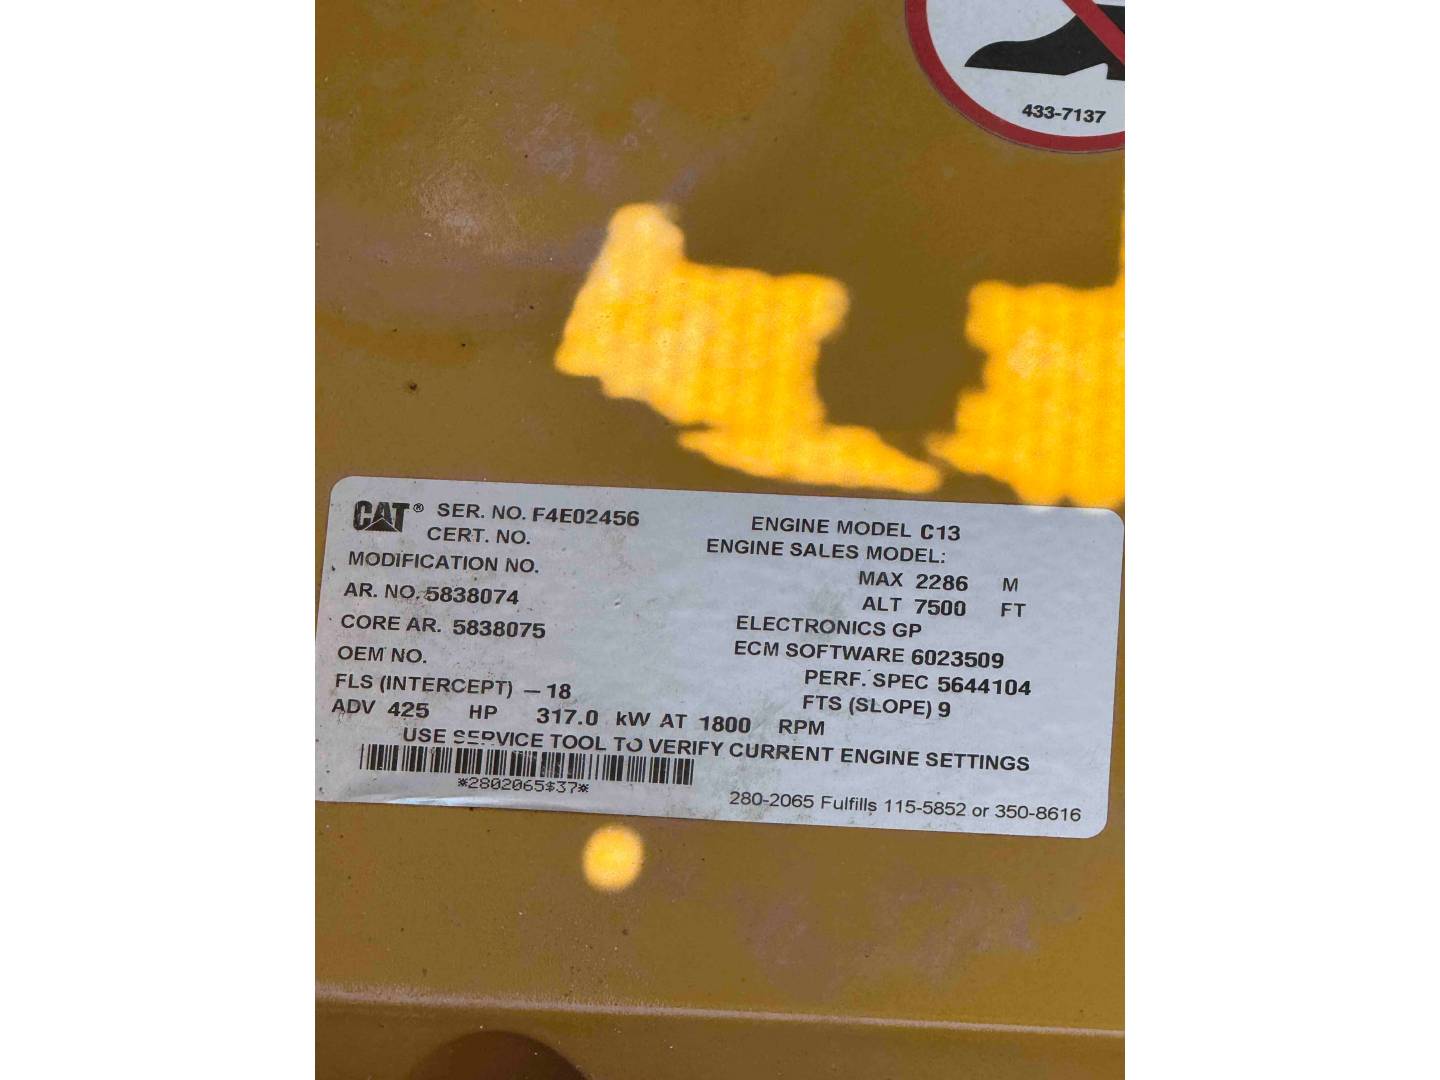 433-7137
CAT® SER. NO. F4E02456 ENGINE MODEL C13
CERT. NO. ENGINE SALES MODEL:
MODIFICATION NO. MAX 2286 M
AR. NO. 5838074 ALT 7500 FT
CORE AR. 5838075 ELECTRONICS GP
OEM NO. ECM SOFTWARE 6023509
FLS (INTERCEPT) —18 PERF. SPEC 5644104
FTS (SLOPE) 9
ADV 425 HP 317.0 kW AT 1800 RPM
USE SERVICE TOOL TO VERIFY CURRENT ENGINE SETTINGS
*2802065$37*
280-2065 Fulfills 115-5852 or 350-8616